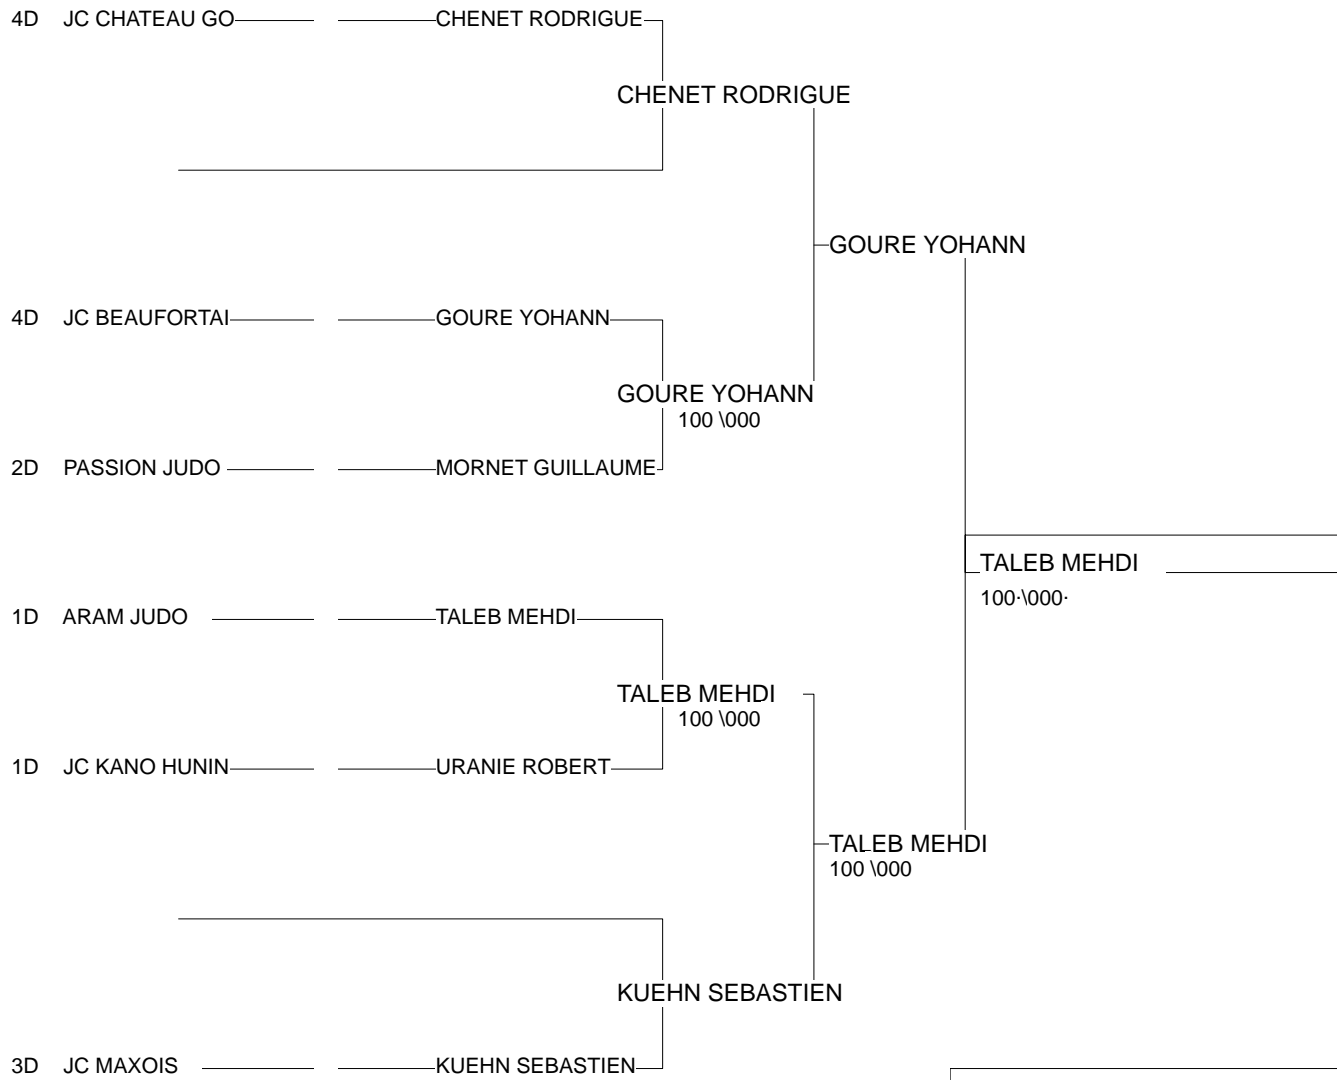 4D JC CHATEAU GO CHENET RODRIGUE
CHENET RODRIGUE
GOURE YOHANN
4D JC BEAUFORTAI GOURE YOHANN
GOURE YOHANN
100 \000
2D PASSION JUDO MORNET GUILLAUME
TALEB MEHDI
100·\000·
1D ARAM JUDO TALEB MEHDI
TALEB MEHDI
100 \000
1D JC KANO HUNIN URANIE ROBERT
TALEB MEHDI
100 \000
KUEHN SEBASTIEN
3D JC MAXOIS KUEHN SEBASTIEN